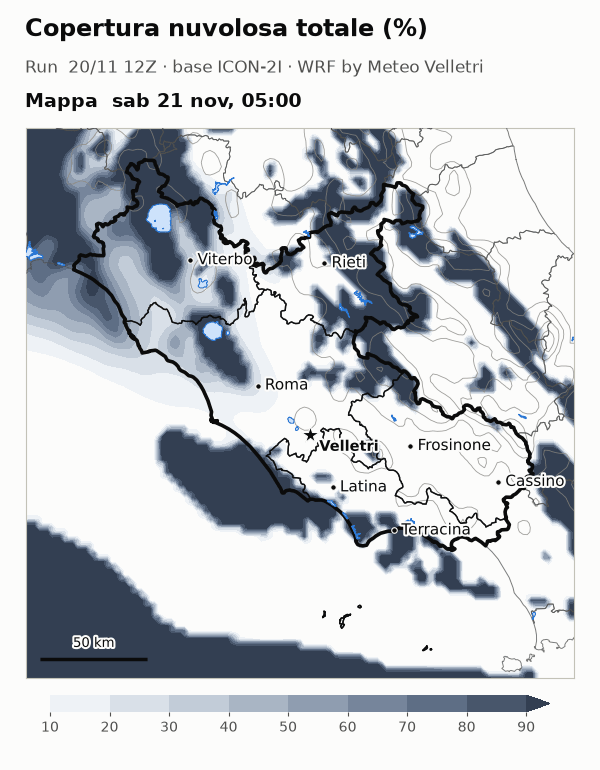 Copertura nuvolosa totale (%)
Run  20/11 12Z · base ICON-2I · WRF by Meteo Velletri
Mappa  sab 21 nov, 05:00
Viterbo
Rieti
Roma
Velletri
Frosinone
Cassino
Latina
Terracina
50 km
10 20 30 40 50 60 70 80 90